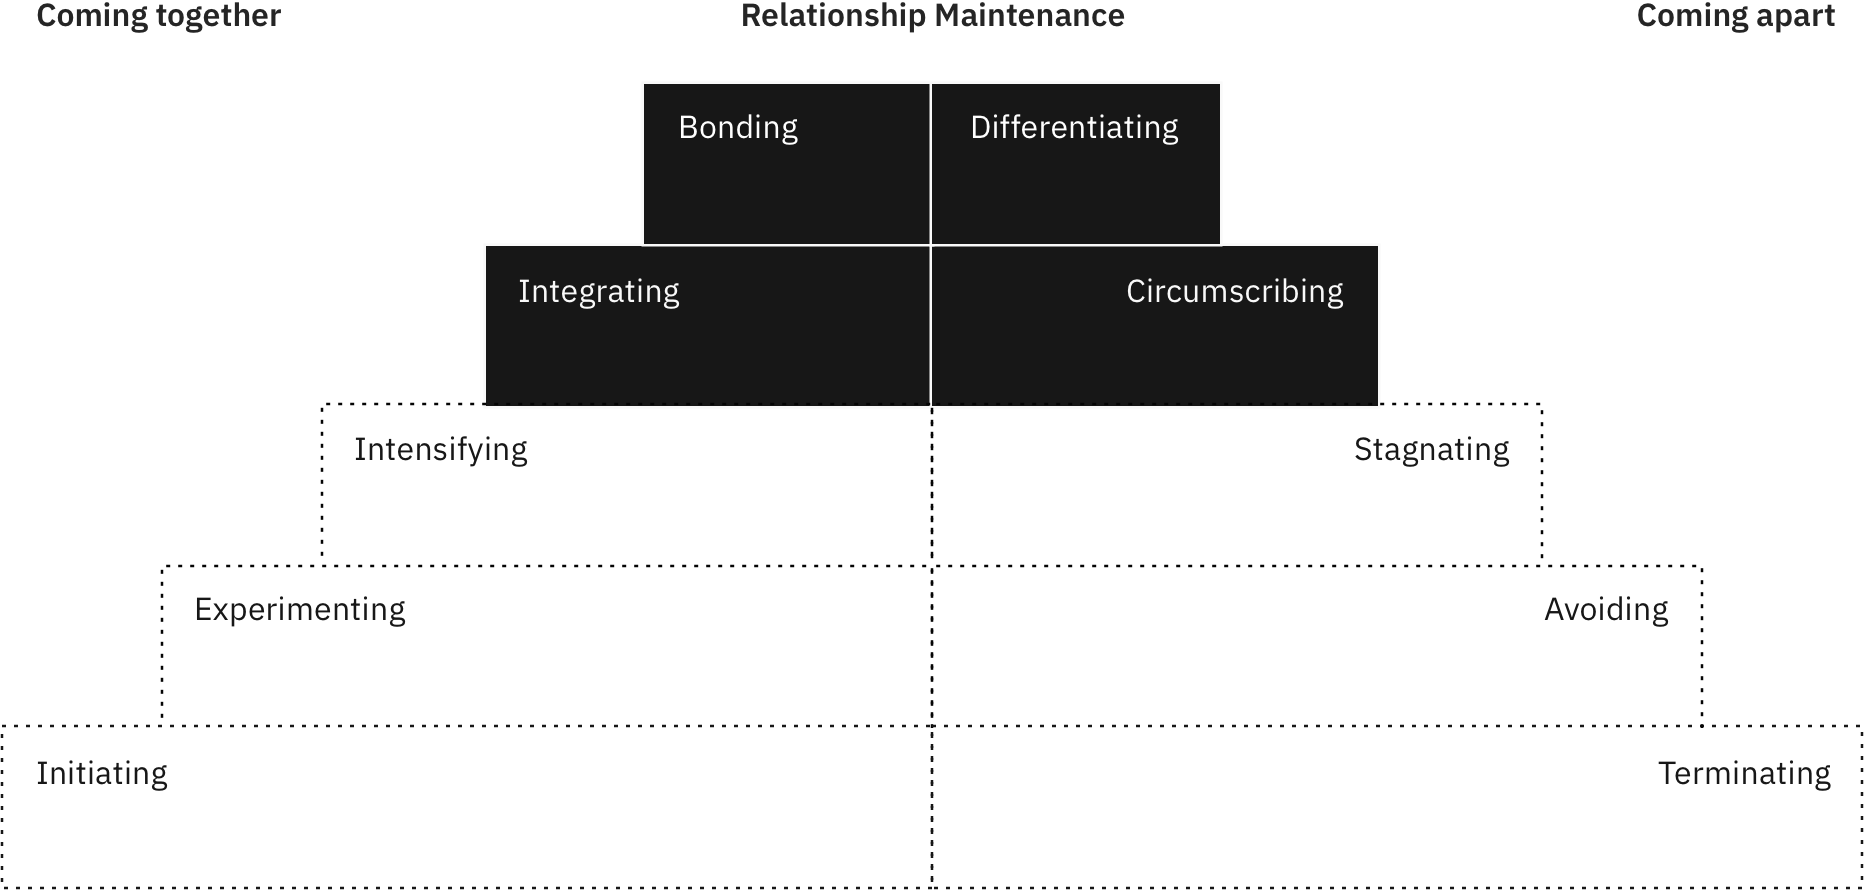 Coming together
Relationship Maintenance
Coming apart
Bonding
Differentiating
Integrating
Circumscribing
Intensifying
Stagnating
Experimenting
Avoiding
Initiating
Terminating